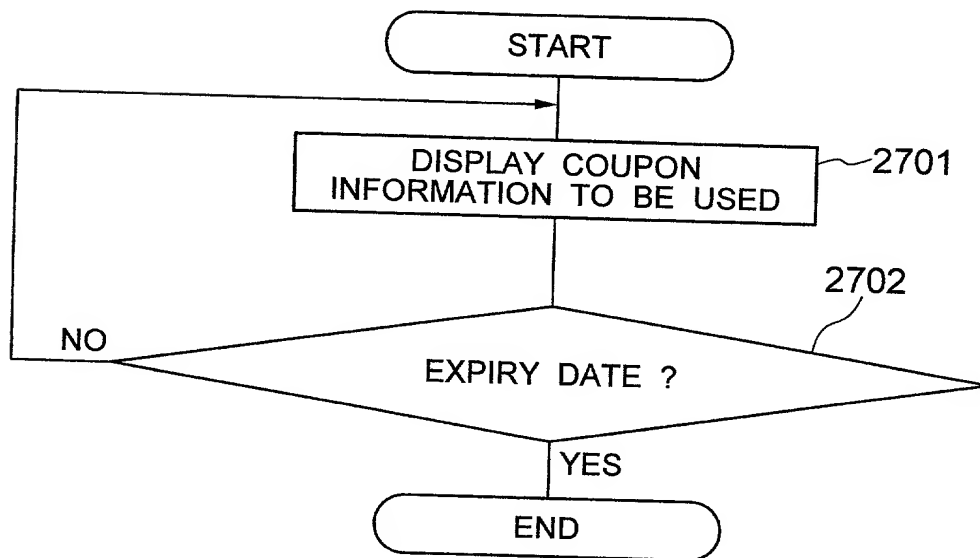 START
DISPLAY COUPON
INFORMATION TO BE USED
2701
2702
NO
EXPIRY DATE ?
YES
END